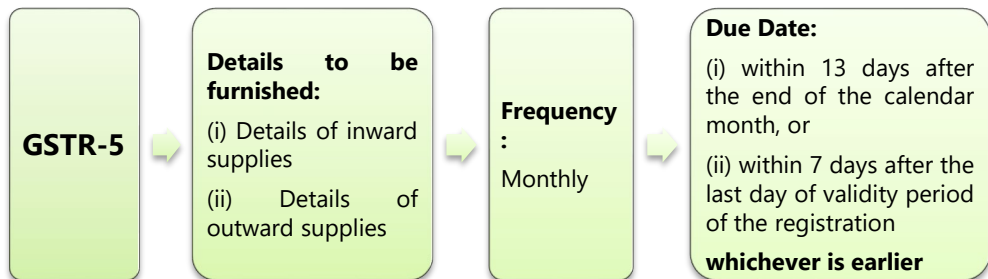 GSTR-5
Details to be
furnished:
(i) Details of inward
supplies
(ii) Details of
outward supplies
Frequency
:
Monthly
Due Date:
(i) within 13 days after
the end of the calendar
month, or
(ii) within 7 days after the
last day of validity period
of the registration
whichever is earlier